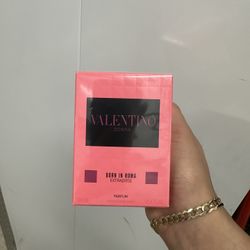 VALENTINO
DONNA
BORN IN ROMA
EXTRADOSE
PARFUM